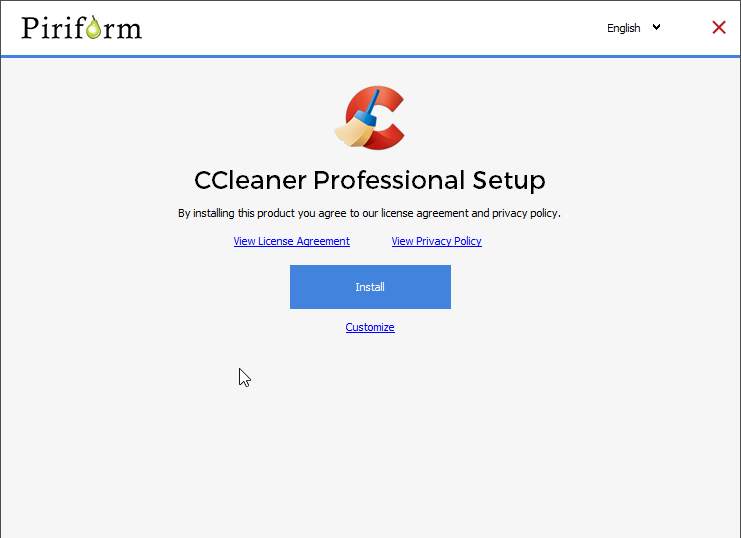 Piriform
English
CCleaner Professional Setup
By installing this product you agree to our license agreement and privacy policy.
View License Agreement View Privacy Policy
Install
Customize